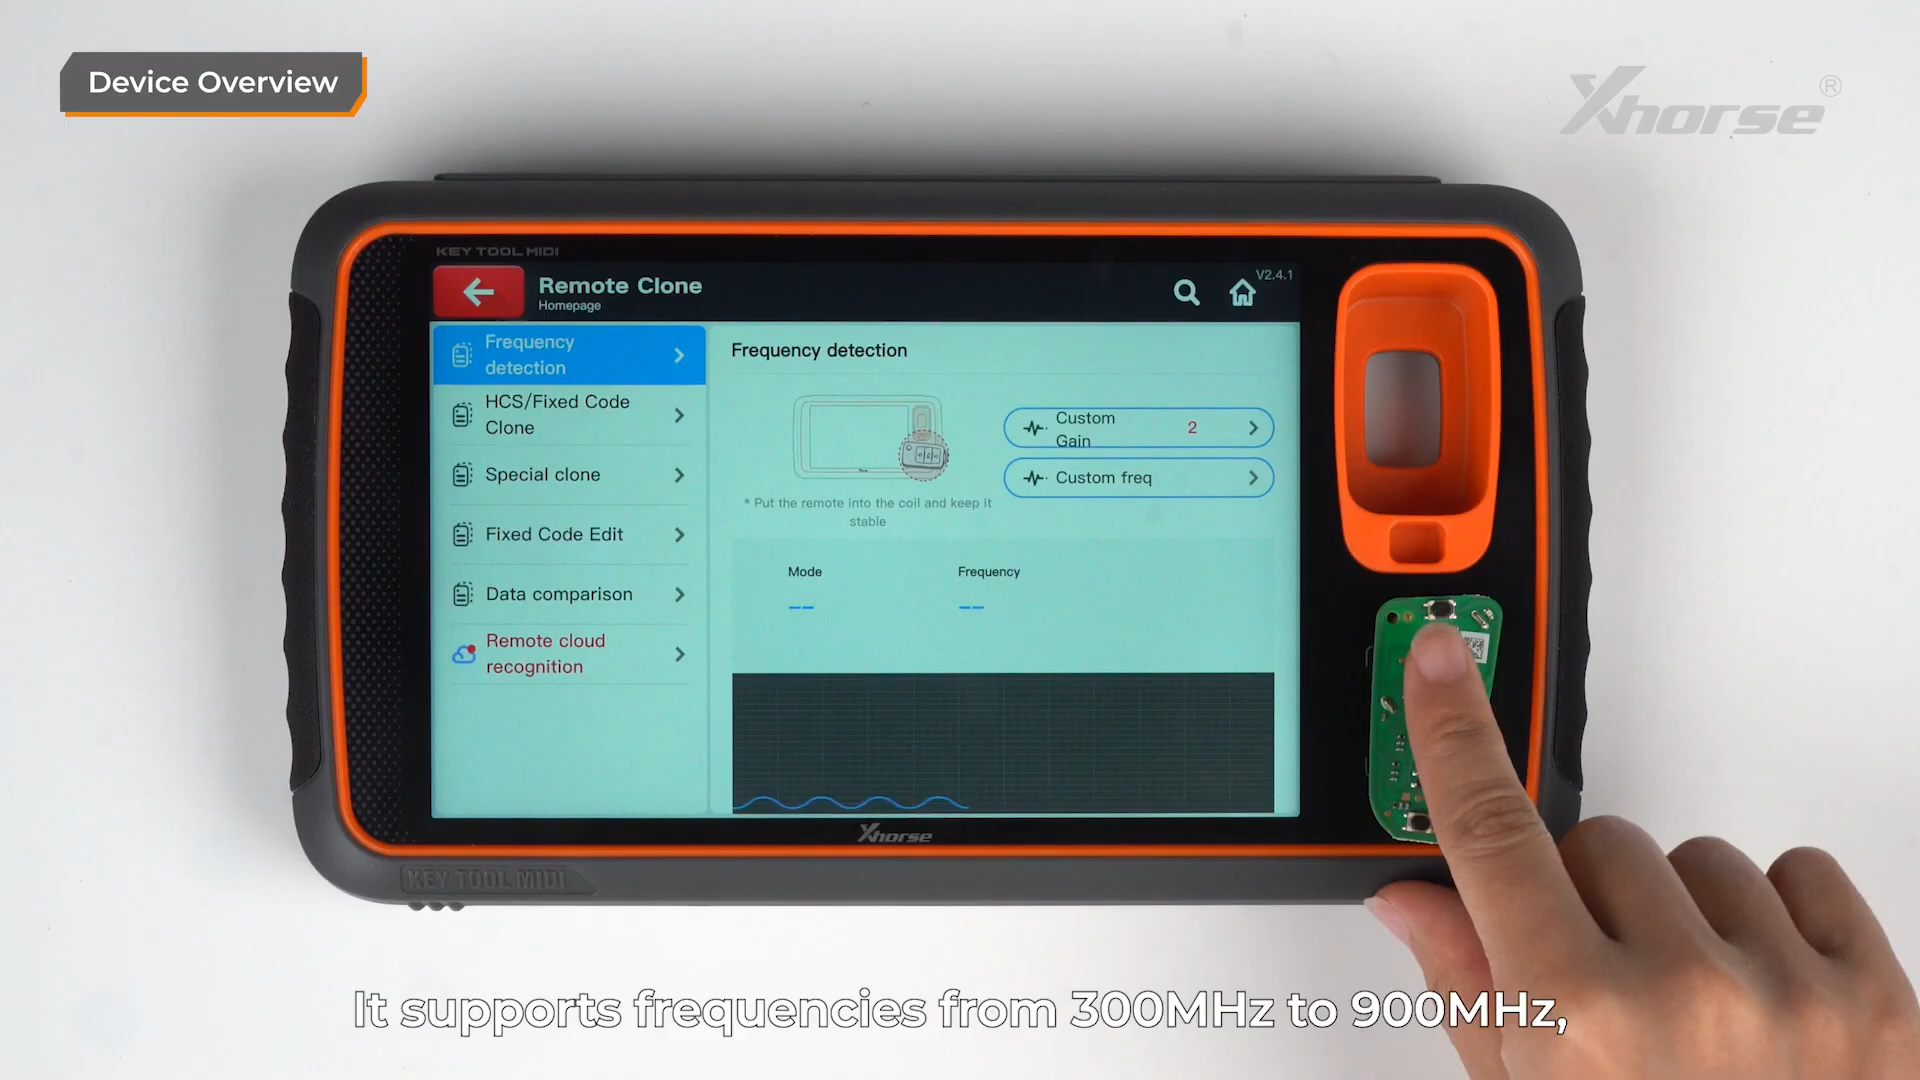 Device Overview
Xhorse®
KEY TOOL MIDI
Remote Clone
Homepage
V2.4.1
Frequency
detection
HCS/Fixed Code
Clone
Special clone
Fixed Code Edit
Data comparison
Remote cloud
recognition
Frequency detection
Custom
Gain
2
Custom freq
* Put the remote into the coil and keep it
stable
Mode
Frequency
--
--
Xhorse
KEY TOOL MIDI
It supports frequencies from 300MHz to 900MHz,